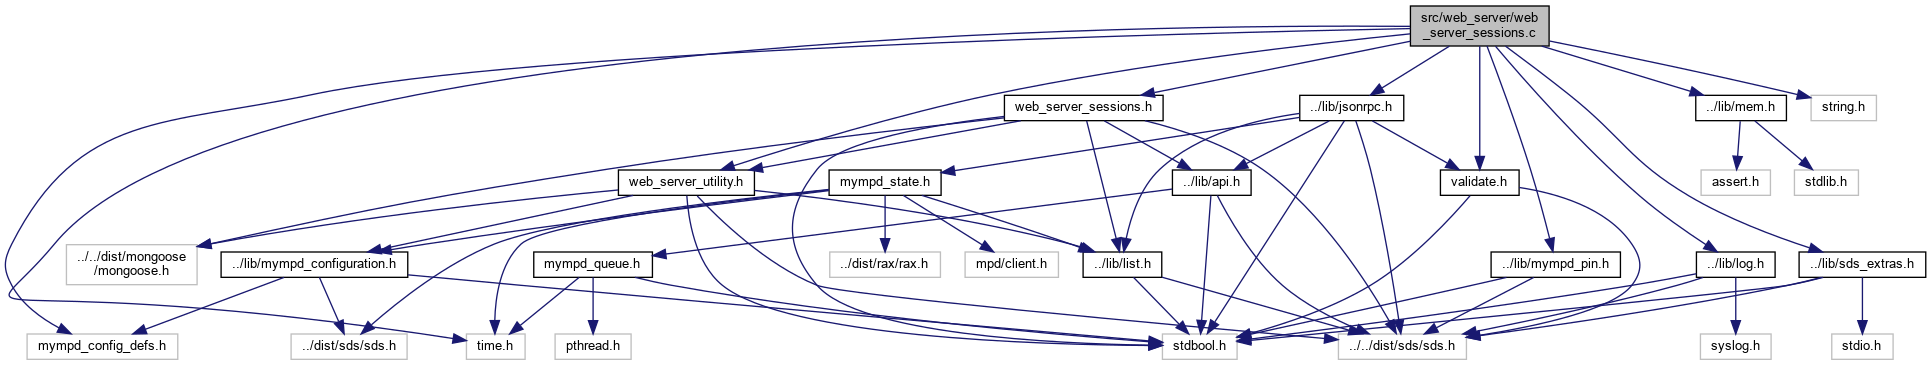 src/web_server/web
_server_sessions.c
web_server_sessions.h
../lib/jsonrpc.h
../lib/mem.h
string.h
web_server_utility.h
mympd_state.h
../lib/api.h
validate.h
assert.h
stdlib.h
../../dist/mongoose
/mongoose.h
../lib/mympd_configuration.h
mympd_queue.h
../dist/rax/rax.h
mpd/client.h
../lib/list.h
../lib/mympd_pin.h
../lib/log.h
../lib/sds_extras.h
mympd_config_defs.h
../dist/sds/sds.h
time.h
pthread.h
stdbool.h
../../dist/sds/sds.h
syslog.h
stdio.h